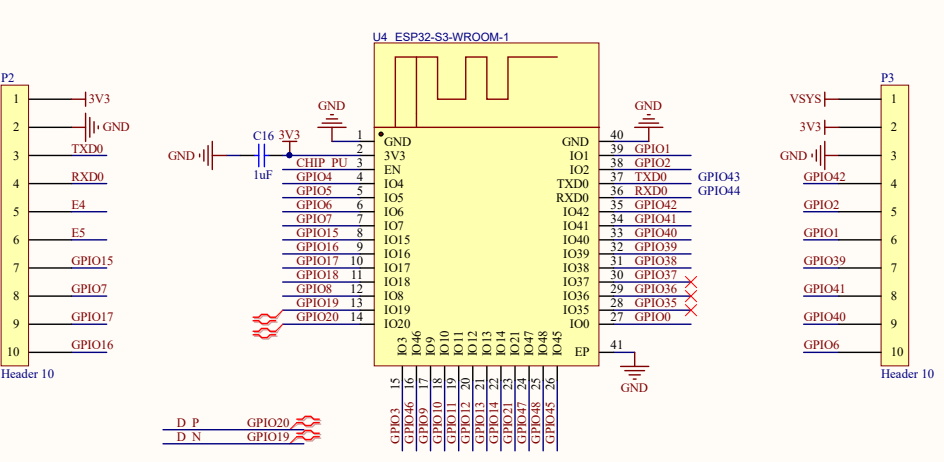 U4 ESP32-S3-WROOM-1
P2
1 3V3
2 GND
3 TXD0
4 RXD0
5 E4
6 E5
7 GPIO15
8 GPIO7
9 GPIO17
10 GPIO16
Header 10
GND
C16
3V3
GND
1uF
1 GND
2 3V3
CHIP_PU 3 EN
GPIO4 4 IO4
GPIO5 5 IO5
GPIO6 6 IO6
GPIO7 7 IO7
GPIO15 8 IO15
GPIO16 9 IO16
GPIO17 10 IO17
GPIO18 11 IO18
GPIO8 12 IO8
GPIO19 13 IO19
GPIO20 14 IO20
GND
GND 40
IO1 39 GPIO1
IO2 38 GPIO2
TXD0 37 TXD0 GPIO43
RXD0 36 RXD0 GPIO44
IO42 35 GPIO42
IO41 34 GPIO41
IO40 33 GPIO40
IO39 32 GPIO39
IO38 31 GPIO38
IO37 30 GPIO37
IO36 29 GPIO36
IO35 28 GPIO35
IO0 27 GPIO0
EP 41
GND
IO3 15 GPIO3
IO46 16 GPIO46
IO9 17 GPIO9
IO10 18 GPIO10
IO11 19 GPIO11
IO12 20 GPIO12
IO13 21 GPIO13
IO14 22 GPIO14
IO21 23 GPIO21
IO47 24 GPIO47
IO48 25 GPIO48
IO45 26 GPIO45
P3
VSYS 1
3V3 2
GND 3
GPIO42 4
GPIO2 5
GPIO1 6
GPIO39 7
GPIO41 8
GPIO40 9
GPIO6 10
Header 10
D_P GPIO20
D_N GPIO19